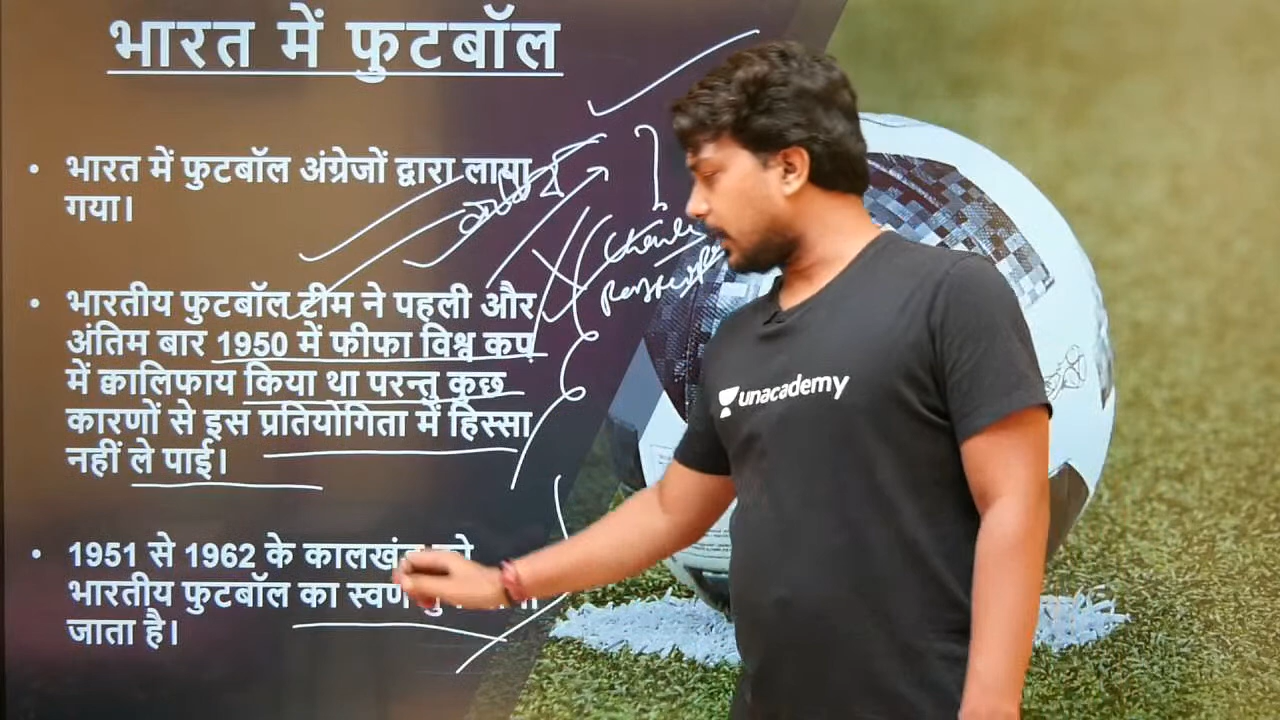 भारत में फुटबॉल
• भारत में फुटबॉल अंग्रेजों द्वारा लाया
गया।
• भारतीय फुटबॉल टीम ने पहली और
अंतिम बार 1950 में फीफा विश्व कप
में क्वालिफाय किया था परन्तु कुछ
कारणों से इस प्रतियोगिता में हिस्सा
नहीं ले पाई।
• 1951 से 1962 के कालखंड को
भारतीय फुटबॉल का स्वर्ण
जाता है।
unacademy